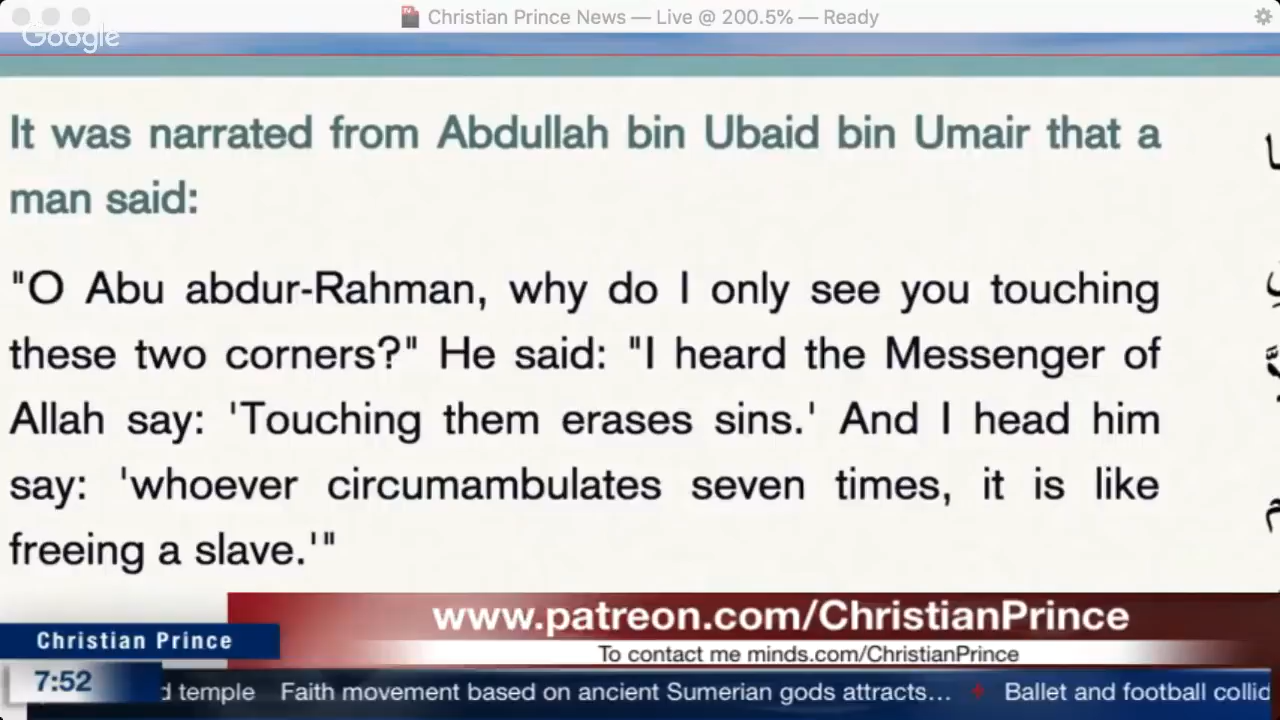 Christian Prince News — Live @ 200.5% — Ready
Google
It was narrated from Abdullah bin Ubaid bin Umair that a
man said:
"O Abu abdur-Rahman, why do I only see you touching
these two corners?" He said: "I heard the Messenger of
Allah say: 'Touching them erases sins.' And I head him
say: 'whoever circumambulates seven times, it is like
freeing a slave.'"
www.patreon.com/ChristianPrince
Christian Prince
To contact me minds.com/ChristianPrince
7:52
d temple Faith movement based on ancient Sumerian gods attracts... + Ballet and football collid